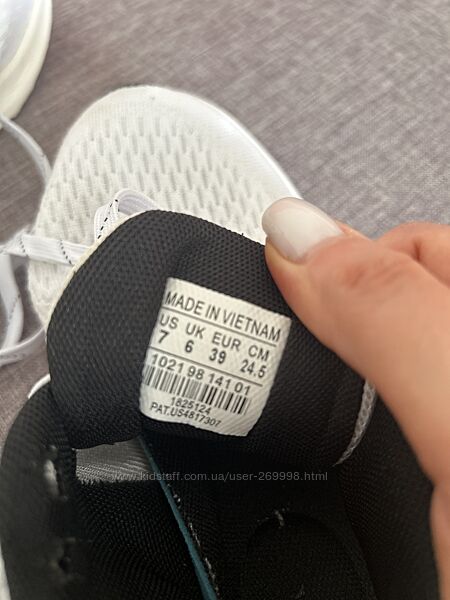 MADE IN VIETNAM
US UK EUR CM
7 6 39 24.5
1021 98 141 01
1825124
PAT.US4817307
www.kidstaff.com.ua/user-269998.html